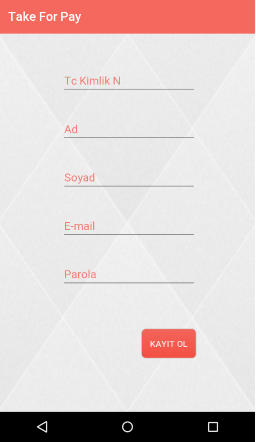 Take For Pay
Tc Kimlik N
Ad
Soyad
E-mail
Parola
KAYIT OL